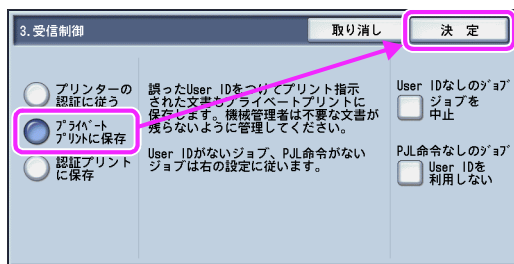 3.受信制御
取り消し
決 定
プリンターの
認証に従う
プライベート
プリントに保存
認証プリント
に保存
誤ったUser IDをつけてプリント指示
された文書もプライベートプリントに
保存します。機械管理者は不要な文書が
残らないように管理してください。
User IDがないジョブ、PJL命令がない
ジョブは右の設定に従います。
User IDなしのジョブ
ジョブを
中止
PJL命令なしのジョブ
User IDを
利用しない